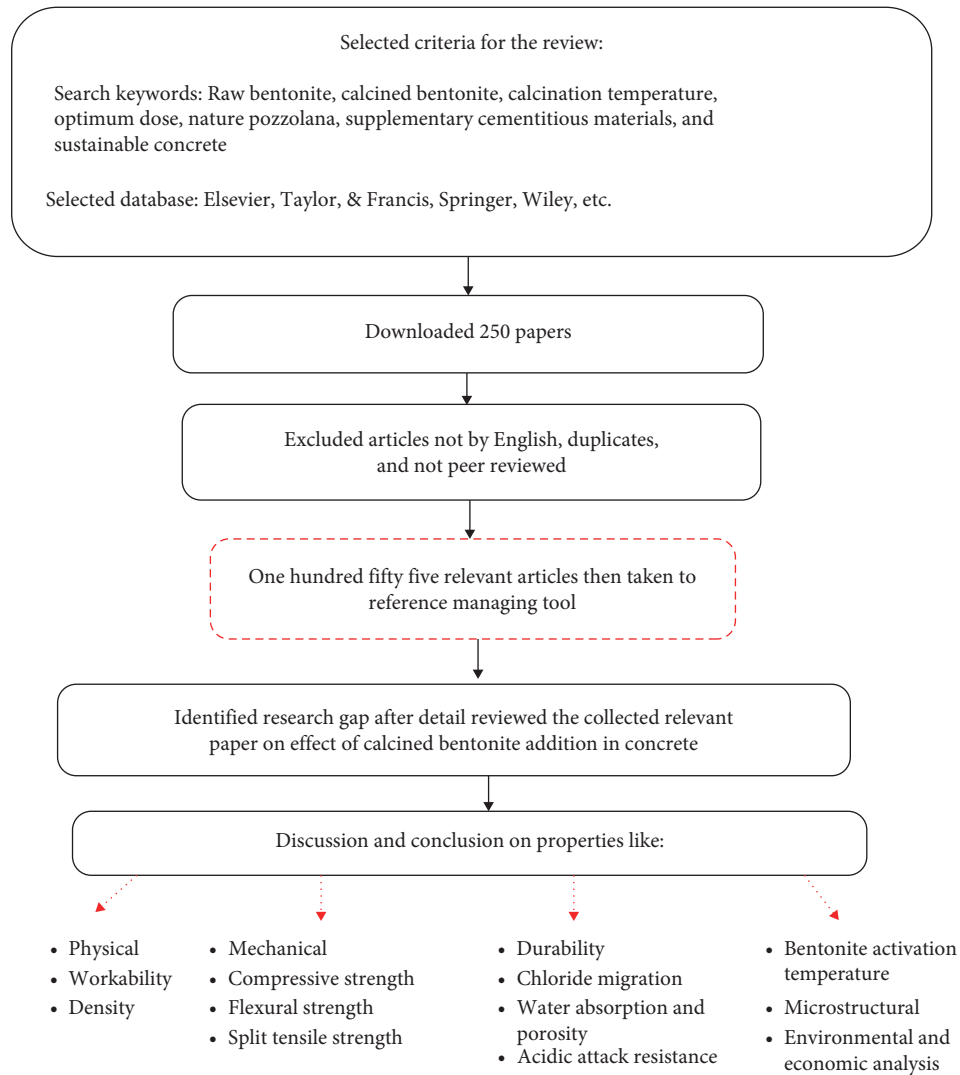 Selected criteria for the review:
Search keywords: Raw bentonite, calcined bentonite, calcination temperature,
optimum dose, nature pozzolana, supplementary cementitious materials, and
sustainable concrete
Selected database: Elsevier, Taylor, & Francis, Springer, Wiley, etc.
Downloaded 250 papers
Excluded articles not by English, duplicates,
and not peer reviewed
One hundred fifty five relevant articles then taken to
reference managing tool
Identified research gap after detail reviewed the collected relevant
paper on effect of calcined bentonite addition in concrete
Discussion and conclusion on properties like:
• Physical
• Workability
• Density
• Mechanical
• Compressive strength
• Flexural strength
• Split tensile strength
• Durability
• Chloride migration
• Water absorption and
porosity
• Acidic attack resistance
• Bentonite activation
temperature
• Microstructural
• Environmental and
economic analysis